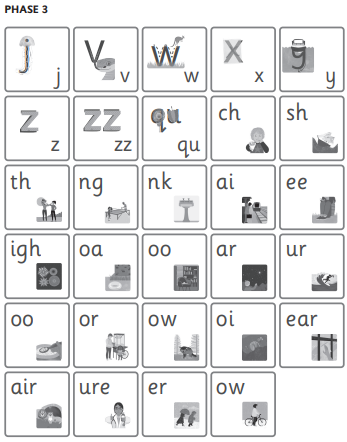 PHASE 3
j v w x y
j v w x y
z zz qu ch sh
z zz qu
th ng nk ai ee
igh oa oo ar ur
oo or ow oi ear
air ure er ow